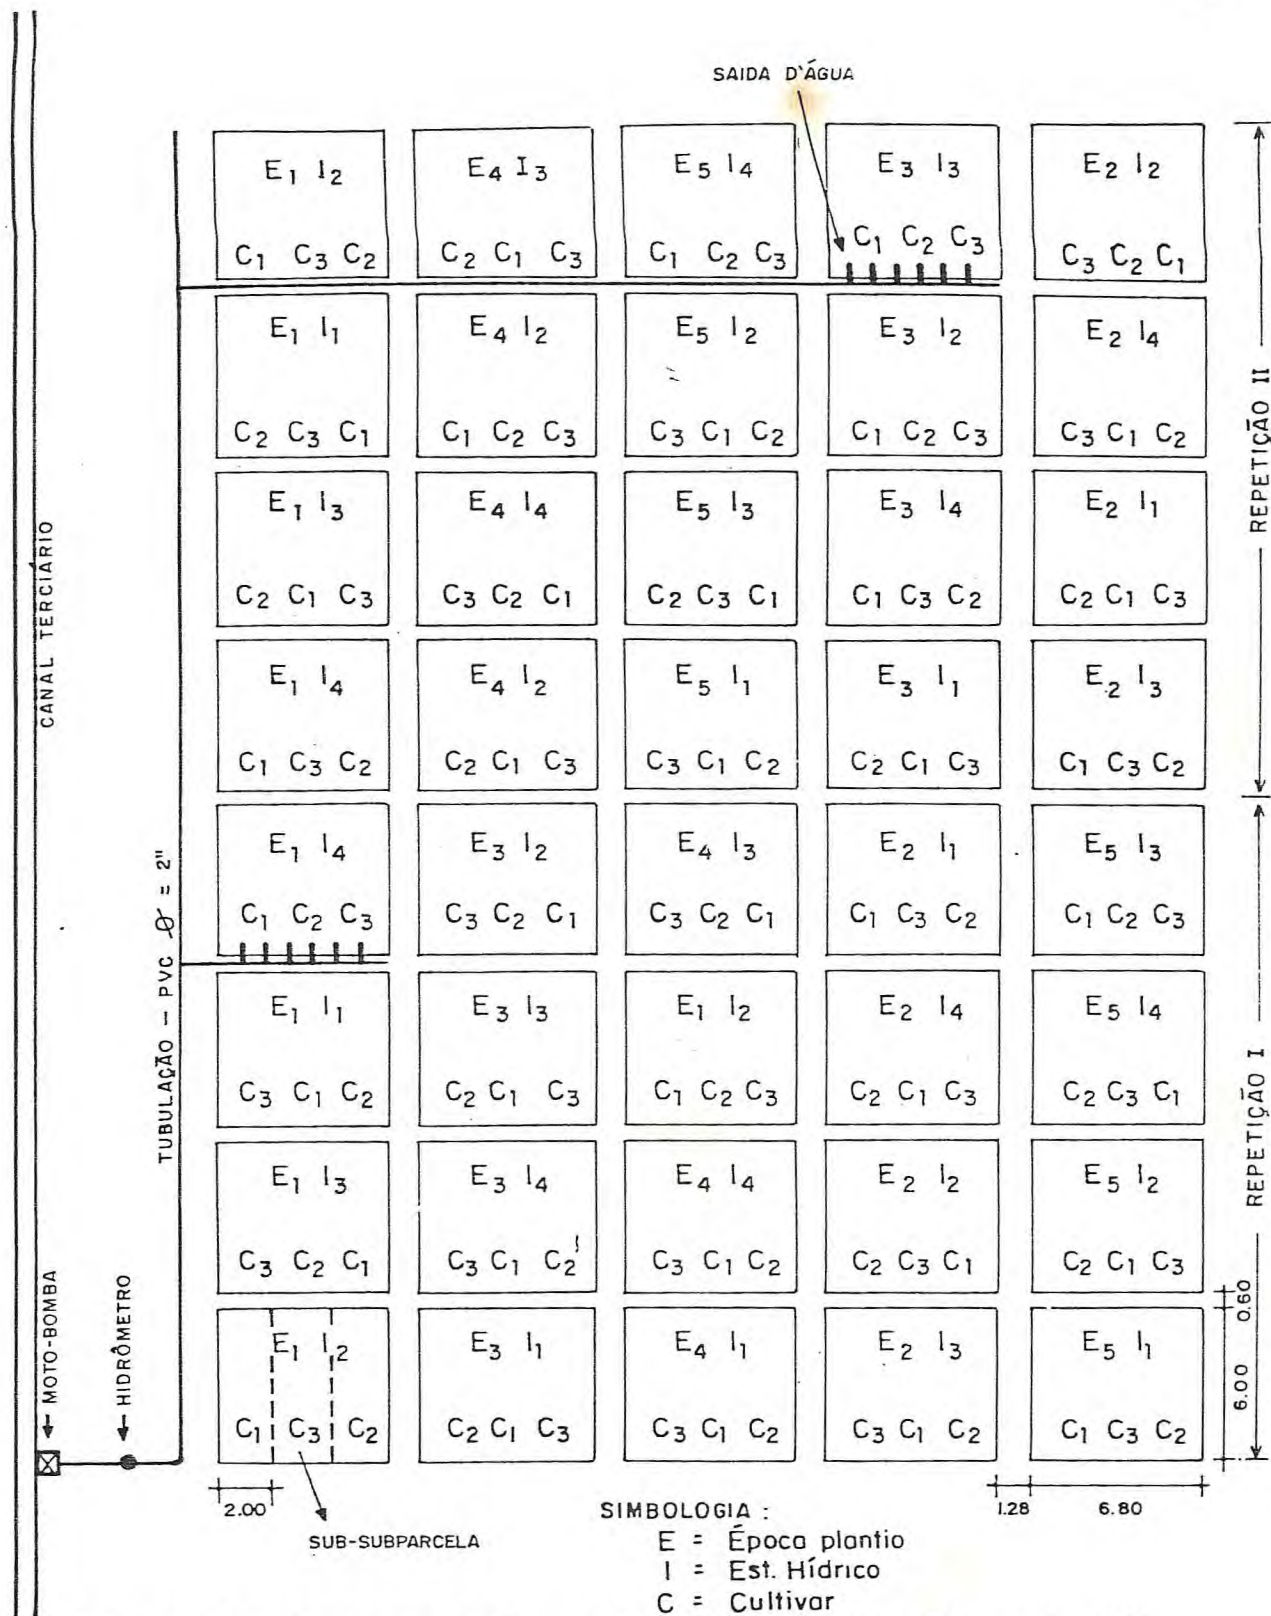 SAIDA D'ÁGUA
E1 I2 E4 I3 E5 I4 E3 I3 E2 I2
C1 C3 C2 C2 C1 C3 C1 C2 C3 C1 C2 C3 C3 C2 C1
E1 I1 E4 I2 E5 I2 E3 I2 E2 I4
C2 C3 C1 C1 C2 C3 C3 C1 C2 C1 C2 C3 C3 C1 C2
E1 I3 E4 I4 E5 I3 E3 I4 E2 I1
C2 C1 C3 C3 C2 C1 C2 C3 C1 C1 C3 C2 C2 C1 C3
E1 I4 E4 I2 E5 I1 E3 I1 E2 I3
C1 C3 C2 C2 C1 C3 C3 C1 C2 C2 C1 C3 C1 C3 C2
E1 I4 E3 I2 E4 I3 E2 I1 E5 I3
C1 C2 C3 C3 C2 C1 C3 C2 C1 C1 C3 C2 C1 C2 C3
E1 I1 E3 I3 E1 I2 E2 I4 E5 I4
C3 C1 C2 C2 C1 C3 C1 C2 C3 C2 C1 C3 C2 C3 C1
E1 I3 E3 I4 E4 I4 E2 I2 E5 I2
C3 C2 C1 C3 C1 C2 C3 C1 C2 C2 C3 C1 C2 C1 C3
E1 I2 E3 I1 E4 I1 E2 I3 E5 I1
C1 C3 C2 C2 C1 C3 C3 C1 C2 C3 C1 C2 C1 C3 C2
CANAL TERCIÁRIO
TUBULAÇÃO - PVC Ø = 2"
MOTO-BOMBA
HIDRÔMETRO
REPETIÇÃO II
REPETIÇÃO I
0.60
6.00
2.00
1.28
6.80
SUB-SUBPARCELA
SIMBOLOGIA :
E = Época plantio
I = Est. Hídrico
C = Cultivar